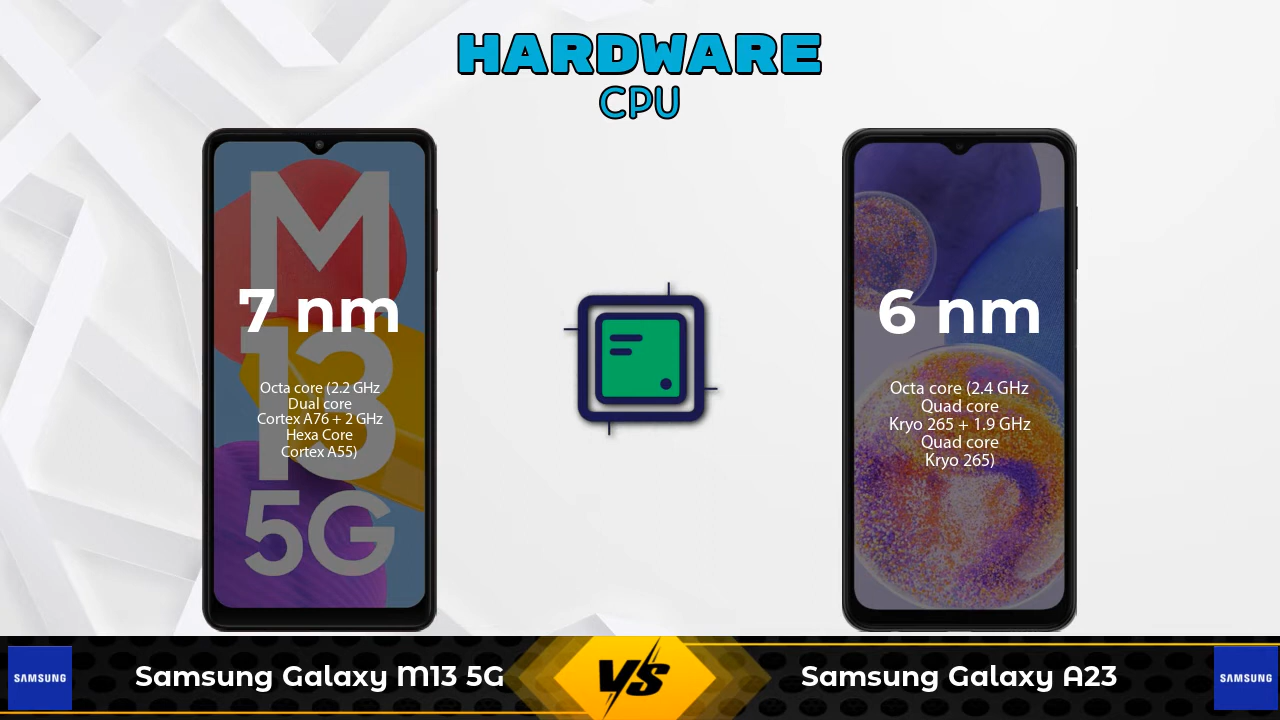 HARDWARE
CPU
M
13
5G
7 nm
Octa core (2.2 GHz
Dual core
Cortex A76 + 2 GHz
Hexa Core
Cortex A55)
6 nm
Octa core (2.4 GHz
Quad core
Kryo 265 + 1.9 GHz
Quad core
Kryo 265)
SAMSUNG
Samsung Galaxy M13 5G
VS
Samsung Galaxy A23
SAMSUNG